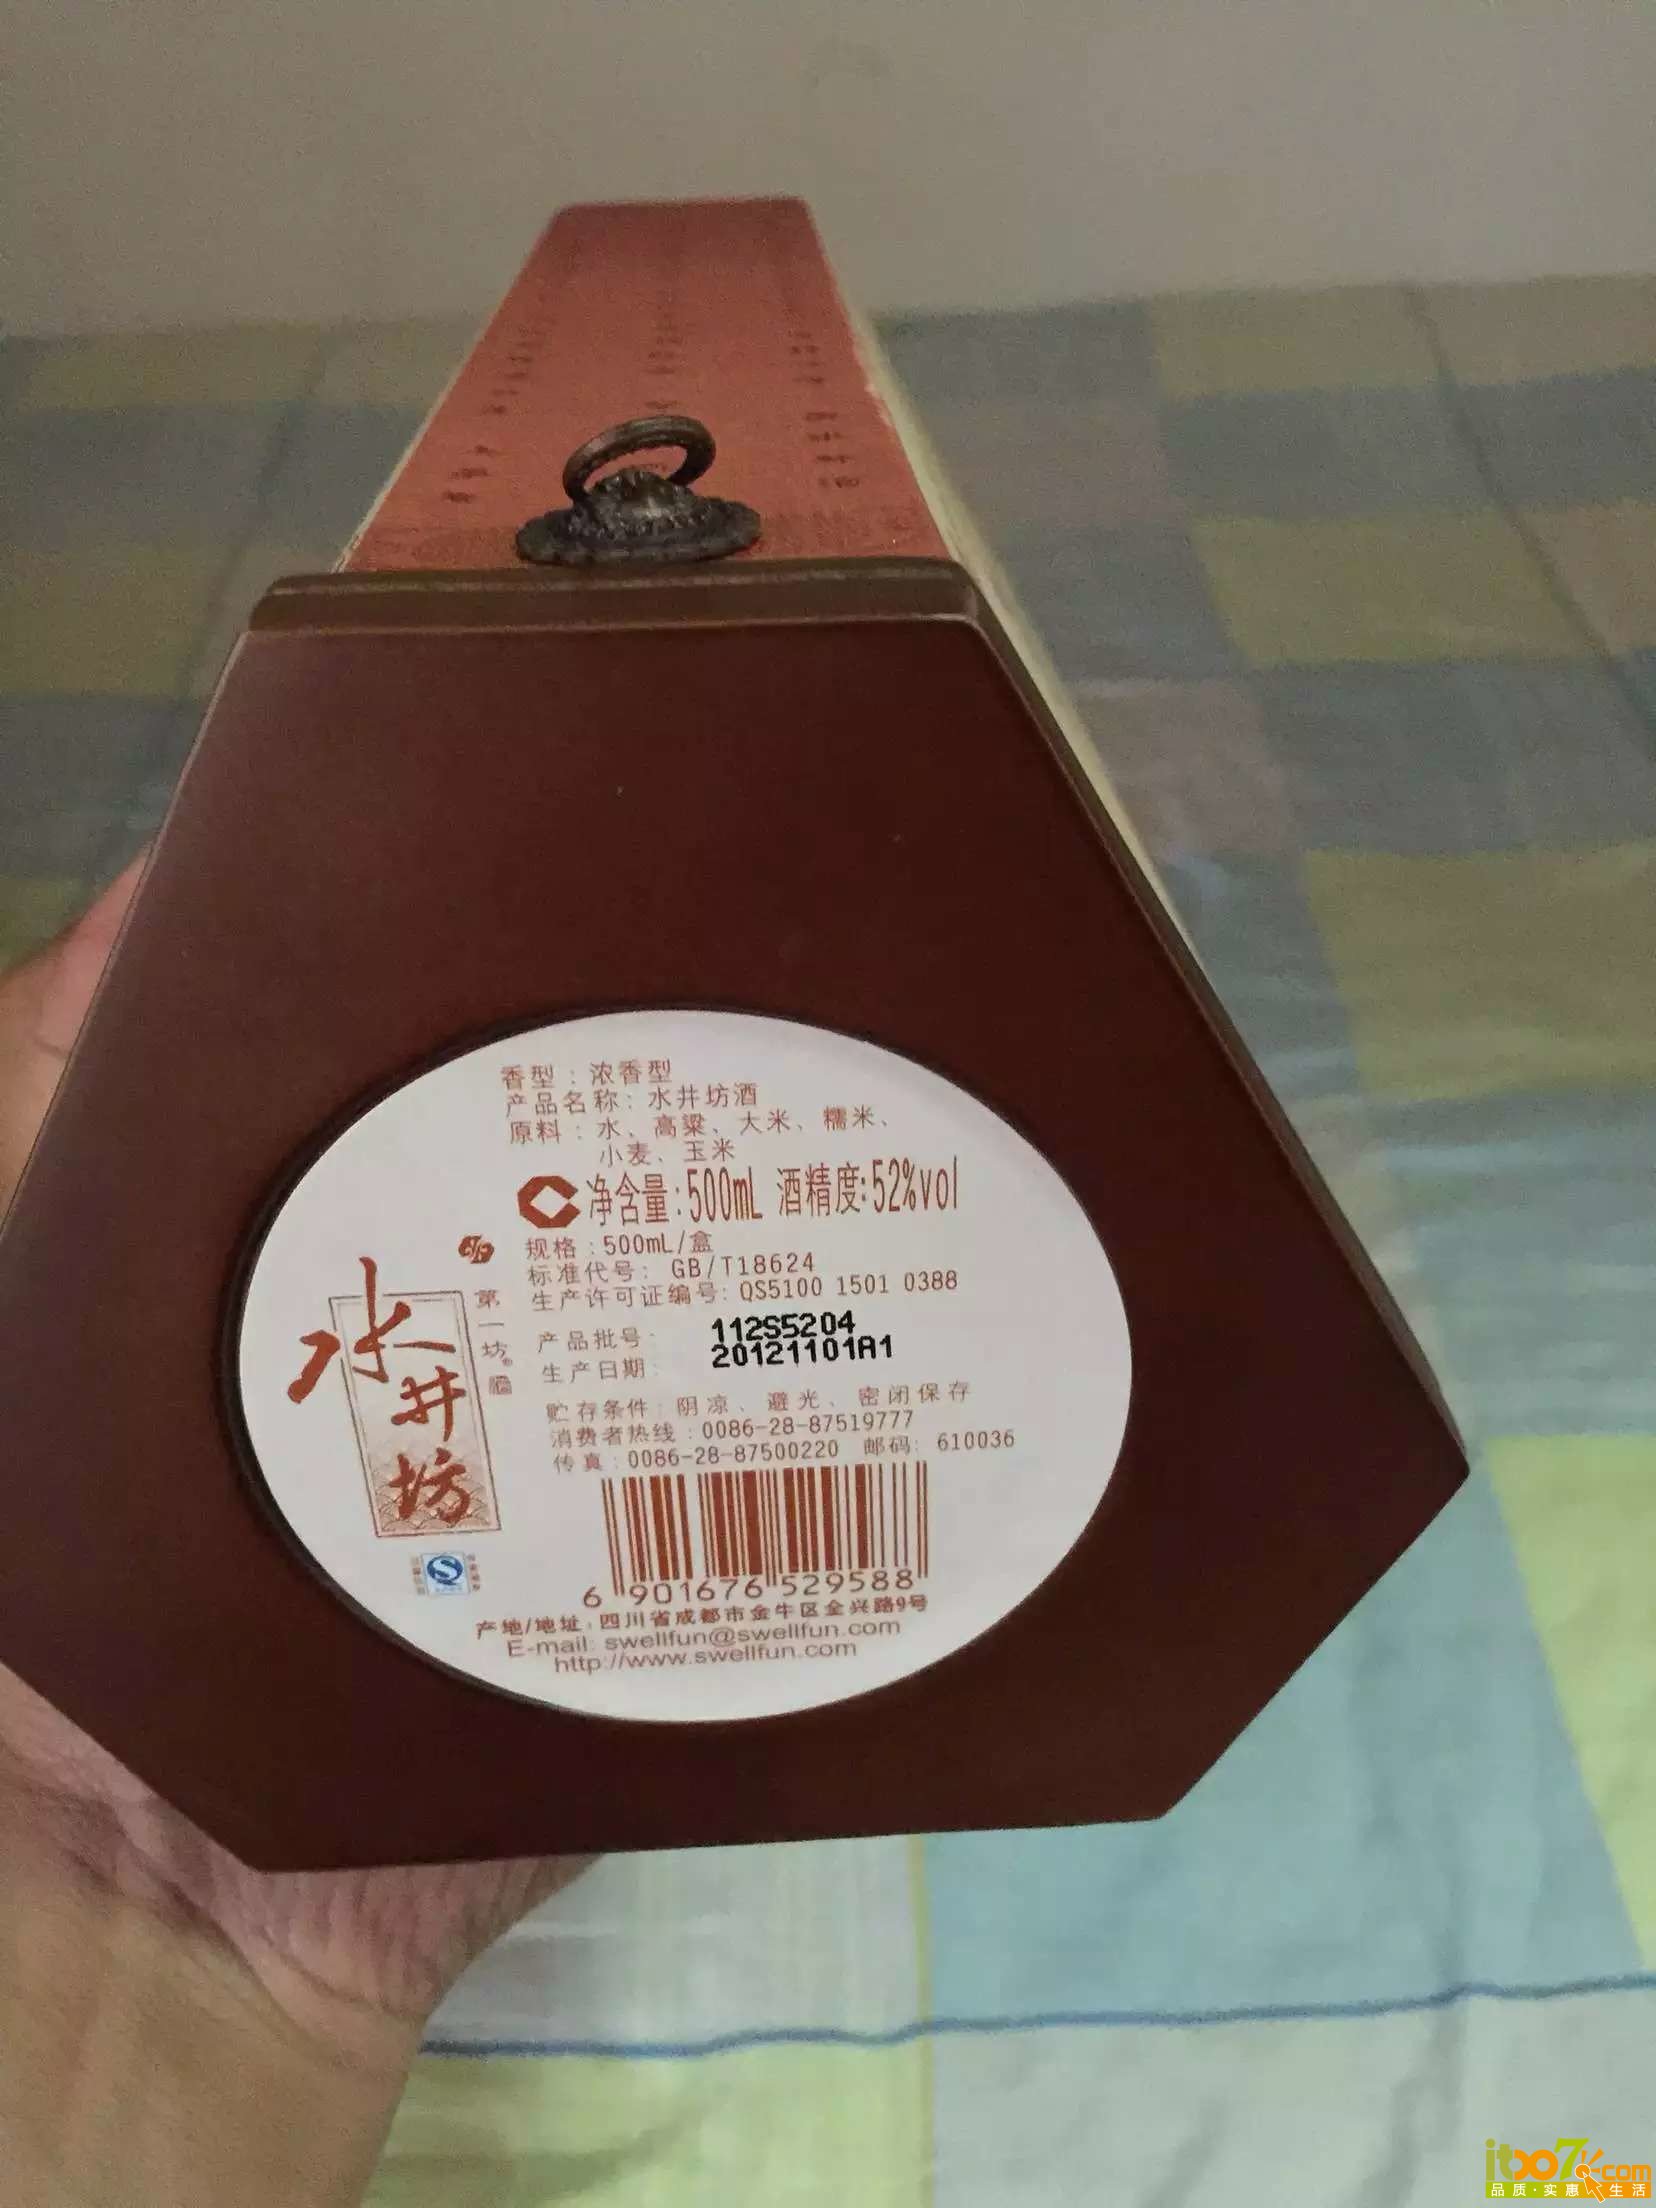 香型：浓香型
产品名称：水井坊酒
原料：水、高粱、大米、糯米、
小麦、玉米
净含量:500mL 酒精度:52%vol
规格：500mL/盒
标准代号：GB/T18624
生产许可证编号：QS5100 1501 0388
产品批号：112S5204
生产日期：20121101A1
贮存条件：阴凉、避光、密闭保存
消费者热线：0086-28-87519777
传真：0086-28-87500220 邮码：610036
6 901676 529588
产地/地址：四川省成都市金牛区全兴路9号
E-mail: swellfun@swellfun.com
http://www.swellfun.com
水井坊
第一坊®
itbo7.com
品质·实惠生活